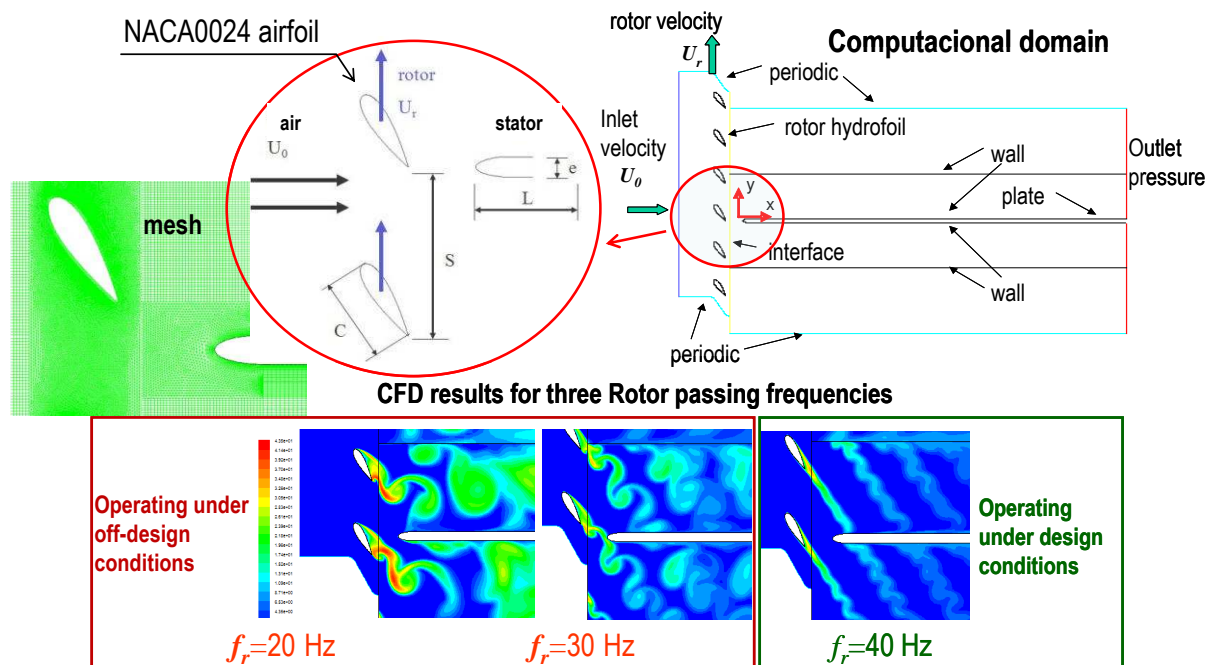 NACA0024 airfoil
rotor
U_r
air
U_0
stator
e
L
S
C
mesh
rotor velocity
U_r
Computacional domain
periodic
Inlet
velocity
U_0
rotor hydrofoil
wall
Outlet
pressure
plate
y
x
interface
wall
periodic
CFD results for three Rotor passing frequencies
Operating under
off-design
conditions
Operating
under design
conditions
f_r=20 Hz
f_r=30 Hz
f_r=40 Hz